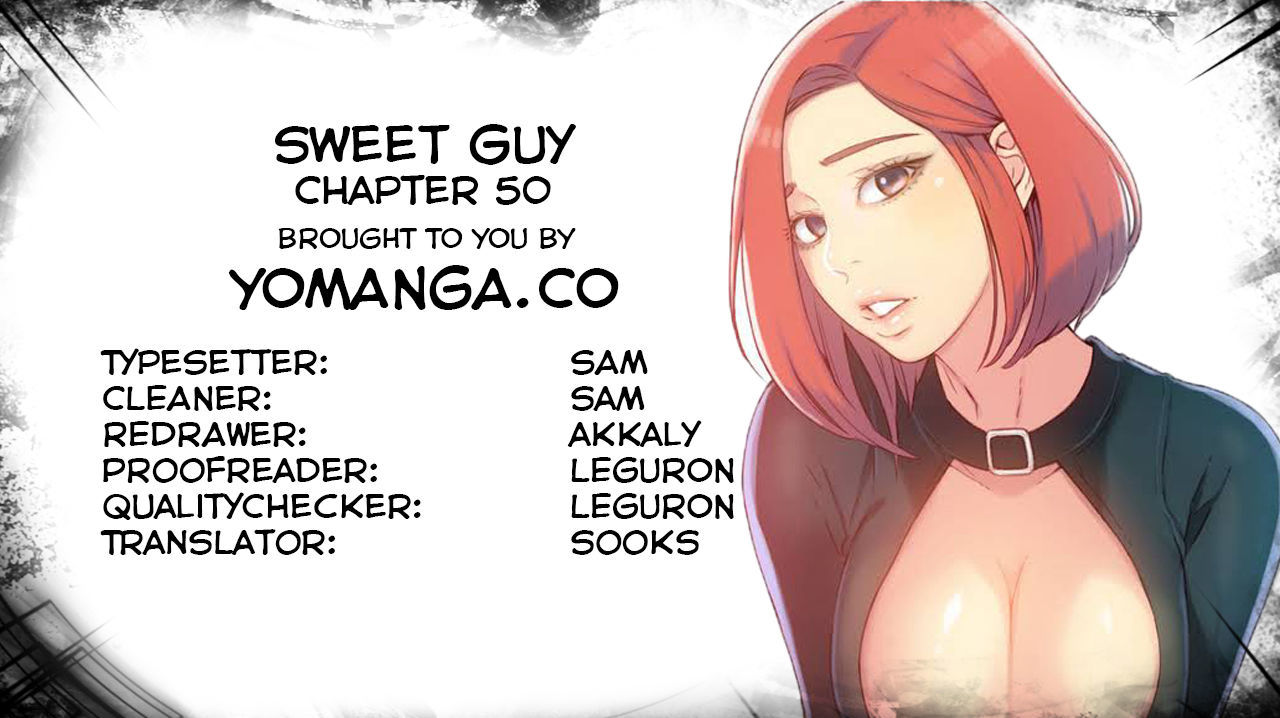 SWEET GUY
CHAPTER 50
BROUGHT TO YOU BY
YOMANGA.CO
TYPESETTER: SAM
CLEANER: SAM
REDRAWER: AKKALY
PROOFREADER: LEGURON
QUALITYCHECKER: LEGURON
TRANSLATOR: SOOKS